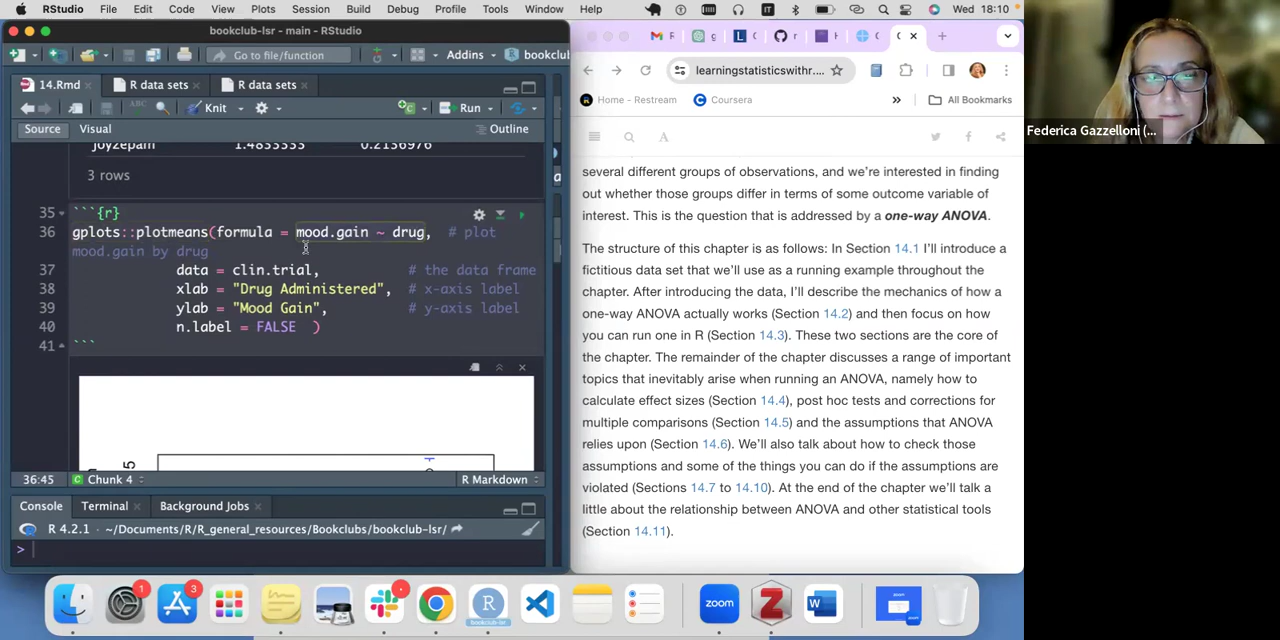 RStudio File Edit Code View Plots Session Build Debug Profile Tools Window Help Wed 18:10
bookclub-lsr - main - RStudio
Go to file/function Addins bookclu
14.Rmd R data sets R data sets
Knit Run
Source Visual Outline
joyzepam 1.4833333 0.2136976
3 rows
35 ```{r}
36 gplots::plotmeans(formula = mood.gain ~ drug, # plot
mood.gain by drug
37 data = clin.trial, # the data frame
38 xlab = "Drug Administered", # x-axis label
39 ylab = "Mood Gain", # y-axis label
40 n.label = FALSE )
41 ```
5
36:45 Chunk 4 R Markdown
Console Terminal Background Jobs
R 4.2.1 · ~/Documents/R/R_general_resources/Bookclubs/bookclub-lsr/
>
learningstatisticswithr....
Home - Restream Coursera » All Bookmarks
several different groups of observations, and we're interested in finding
out whether those groups differ in terms of some outcome variable of
interest. This is the question that is addressed by a one-way ANOVA.
The structure of this chapter is as follows: In Section 14.1 I'll introduce a
fictitious data set that we'll use as a running example throughout the
chapter. After introducing the data, I'll describe the mechanics of how a
one-way ANOVA actually works (Section 14.2) and then focus on how
you can run one in R (Section 14.3). These two sections are the core of
the chapter. The remainder of the chapter discusses a range of important
topics that inevitably arise when running an ANOVA, namely how to
calculate effect sizes (Section 14.4), post hoc tests and corrections for
multiple comparisons (Section 14.5) and the assumptions that ANOVA
relies upon (Section 14.6). We'll also talk about how to check those
assumptions and some of the things you can do if the assumptions are
violated (Sections 14.7 to 14.10). At the end of the chapter we'll talk a
little about the relationship between ANOVA and other statistical tools
(Section 14.11).
Federica Gazzelloni (...
1 3
bookclub-lsr
zoom